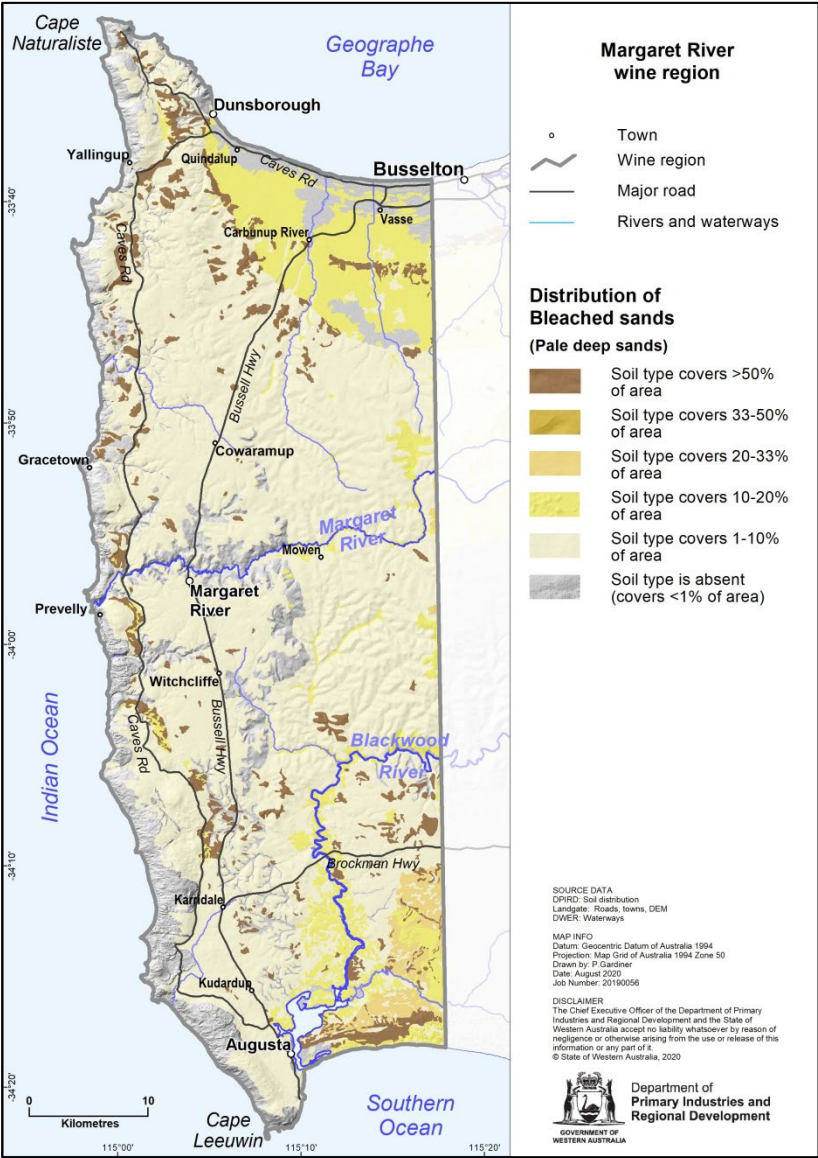 Cape
Naturaliste
Geographe
Bay
Dunsborough
Yallingup
Quindalup
Caves Rd
Busselton
Vasse
Carbunup River
Caves Rd
Bussell Hwy
Gracetown
Cowaramup
Margaret
River
Mowen
Margaret
River
Prevelly
Witchcliffe
Bussell Hwy
Caves Rd
Blackwood
River
Indian Ocean
Brockman Hwy
Karridale
Kudardup
Augusta
Cape
Leeuwin
Southern
Ocean
0 10
Kilometres
-33°40'
-33°50'
-34°00'
-34°10'
-34°20'
115°00'
115°10'
115°20'
Margaret River
wine region
Town
Wine region
Major road
Rivers and waterways
Distribution of
Bleached sands
(Pale deep sands)
Soil type covers >50%
of area
Soil type covers 33-50%
of area
Soil type covers 20-33%
of area
Soil type covers 10-20%
of area
Soil type covers 1-10%
of area
Soil type is absent
(covers <1% of area)
SOURCE DATA
DPIRD: Soil distribution
Landgate: Roads, towns, DEM
DWER: Waterways
MAP INFO
Datum: Geocentric Datum of Australia 1994
Projection: Map Grid of Australia 1994 Zone 50
Drawn by: P.Gardiner
Date: August 2020
Job Number: 20190056
DISCLAIMER
The Chief Executive Officer of the Department of Primary
Industries and Regional Development and the State of
Western Australia accept no liability whatsoever by reason of
negligence or otherwise arising from the use or release of this
information or any part of it.
© State of Western Australia, 2020
GOVERNMENT OF
WESTERN AUSTRALIA
Department of
Primary Industries and
Regional Development